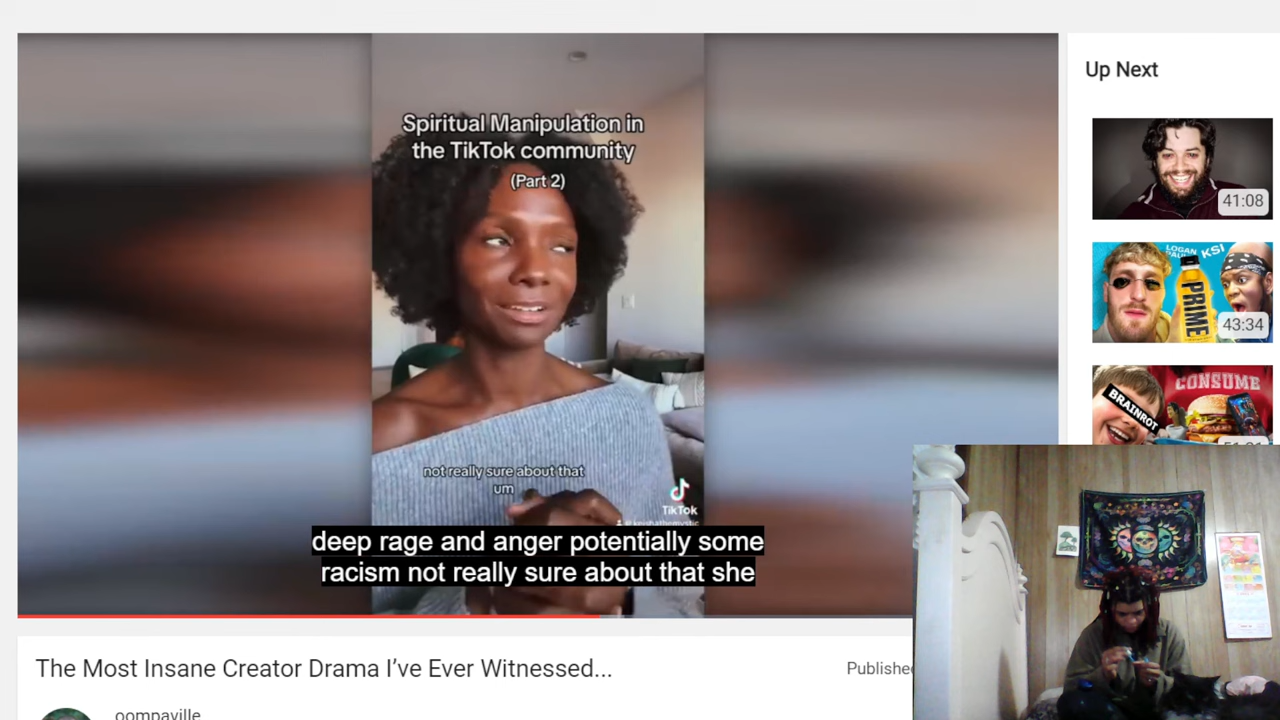 Up Next
Spiritual Manipulation in
the TikTok community
(Part 2)
41:08
LOGAN
PAUL
KSI
PRIME
43:34
CONSUME
BRAINROT
not really sure about that
um
TikTok
@keishathemystic
deep rage and anger potentially some
racism not really sure about that she
The Most Insane Creator Drama I’ve Ever Witnessed...
Published
oompaville